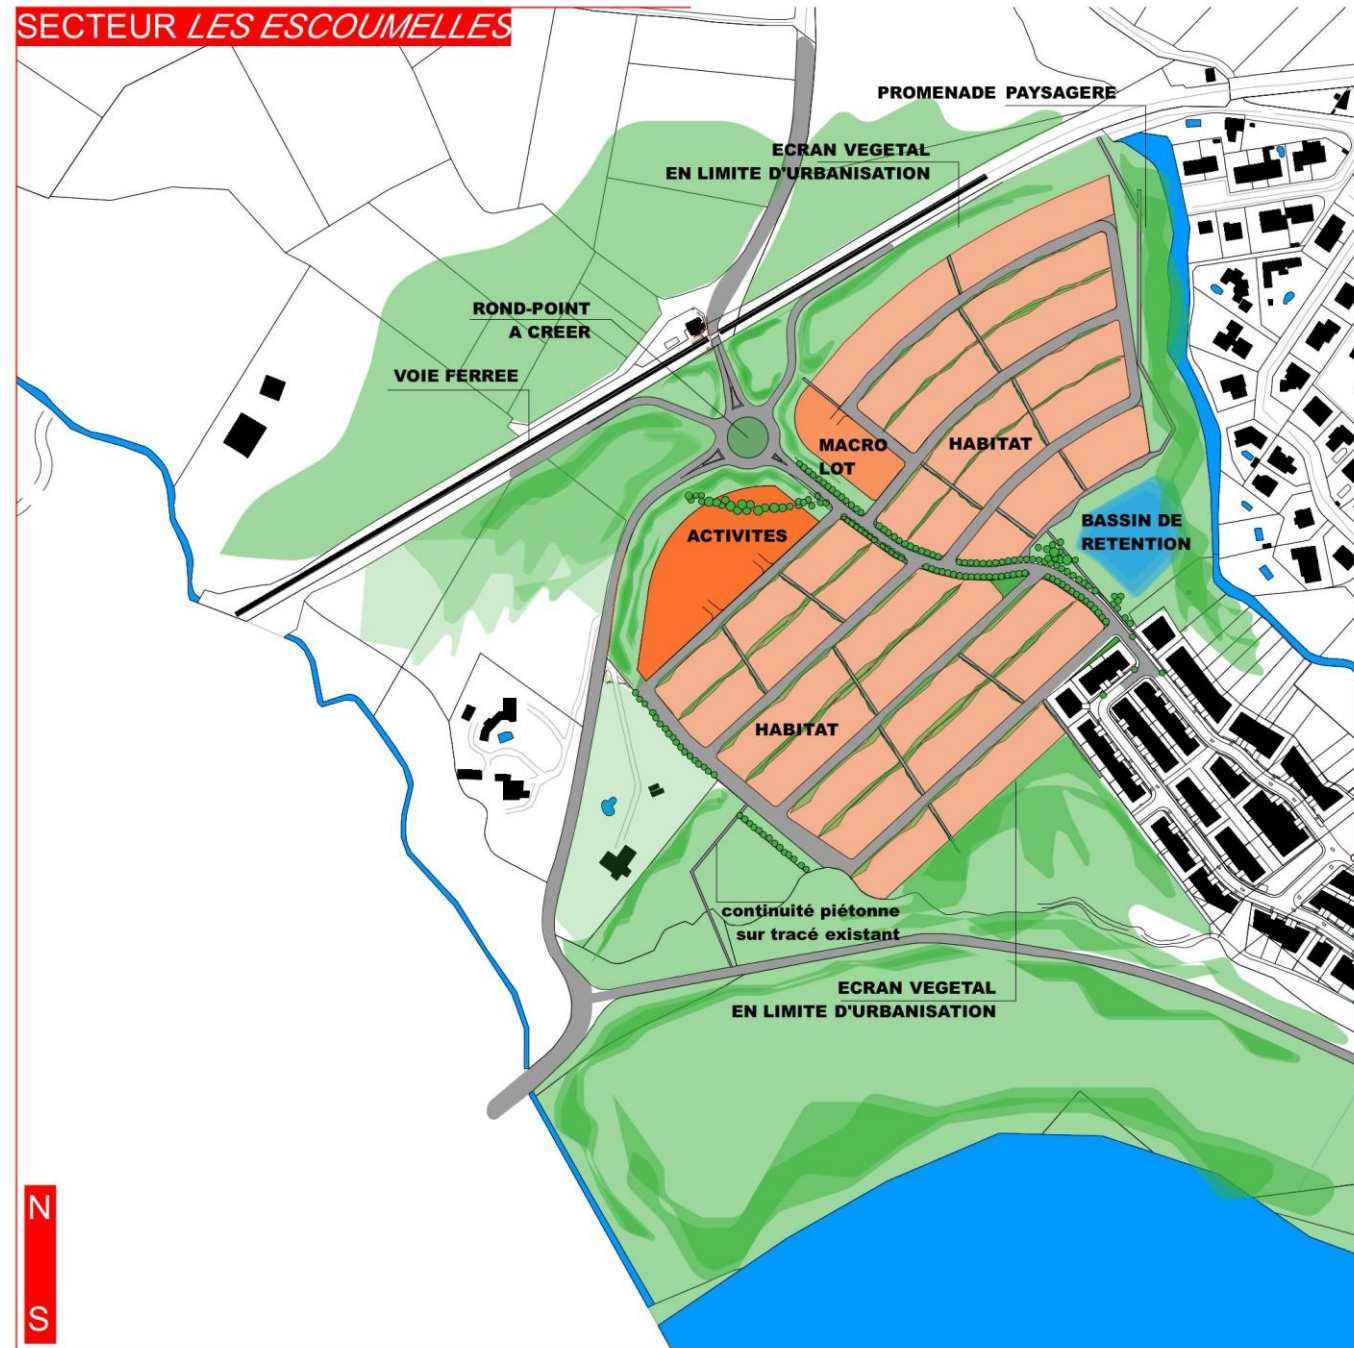 SECTEUR LES ESCOUMELLES
PROMENADE PAYSAGERE
ECRAN VEGETAL
EN LIMITE D'URBANISATION
ROND-POINT
A CREER
VOIE FERREE
MACRO
LOT
HABITAT
BASSIN DE
RETENTION
ACTIVITES
HABITAT
continuité piétonne
sur tracé existant
ECRAN VEGETAL
EN LIMITE D'URBANISATION
N
S